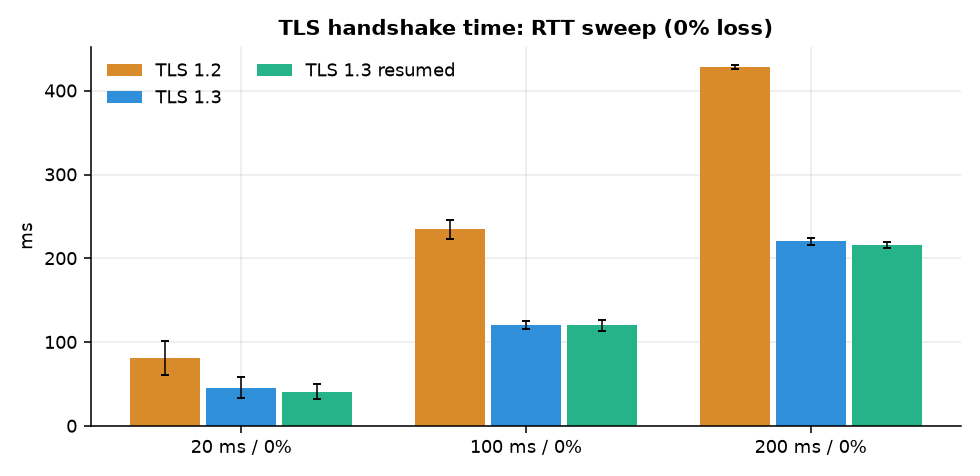 TLS handshake time: RTT sweep (0% loss)
TLS 1.2
TLS 1.3 resumed
TLS 1.3
400
300
200
100
0
ms
20 ms / 0%
100 ms / 0%
200 ms / 0%